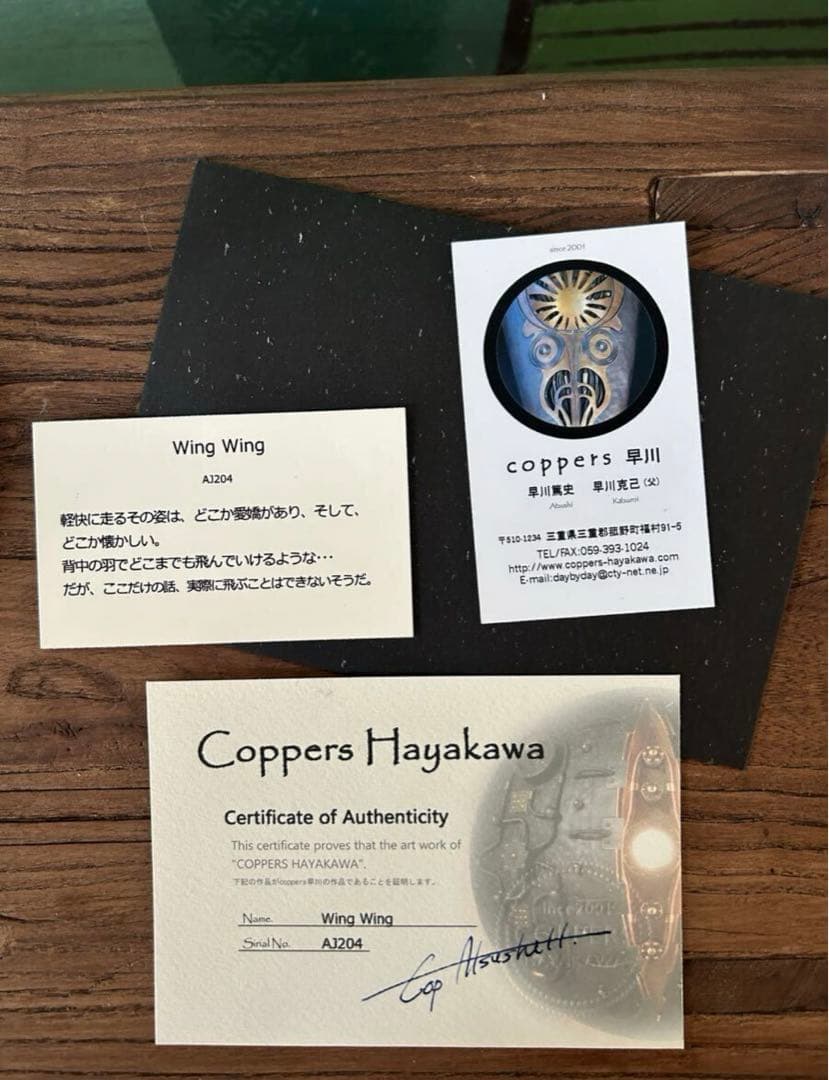 since 2001
coppers 早川
早川篤史 早川克己(父)
Atsushi Katsumi
〒510-1234 三重県三重郡菰野町福村91-5
TEL/FAX:059-393-1024
http://www.coppers-hayakawa.com
E-mail:daybyday@cty-net.ne.jp
Wing Wing
AJ204
軽快に走るその姿は、どこか愛嬌があり、そして、
どこか懐かしい。
背中の羽でどこまでも飛んでいけるような…
だが、ここだけの話、実際に飛ぶことはできないそうだ。
Coppers Hayakawa
Certificate of Authenticity
This certificate proves that the art work of
"COPPERS HAYAKAWA".
下記の作品がcoppers早川の作品であることを証明します。
Name. Wing Wing
Sirial No. AJ204
since 2001